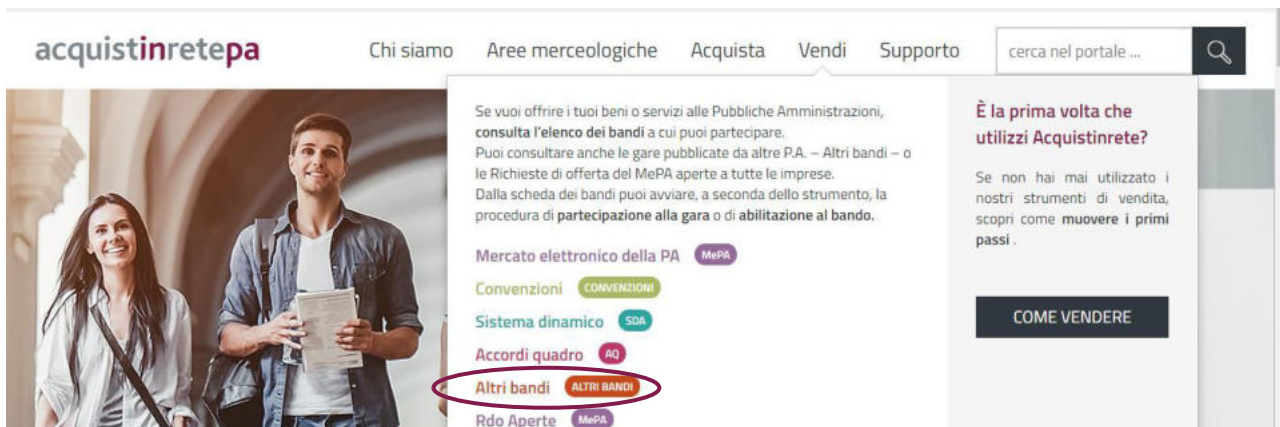 acquistinretepa
Chi siamo Aree merceologiche Acquista Vendi Supporto cerca nel portale ...
Se vuoi offrire i tuoi beni o servizi alle Pubbliche Amministrazioni,
consulta l'elenco dei bandi a cui puoi partecipare.
Puoi consultare anche le gare pubblicate da altre P.A. – Altri bandi – o
le Richieste di offerta del MePA aperte a tutte le imprese.
Dalla scheda dei bandi puoi avviare, a seconda dello strumento, la
procedura di partecipazione alla gara o di abilitazione al bando.
Mercato elettronico della PA MePA
Convenzioni CONVENZIONI
Sistema dinamico SDA
Accordi quadro AQ
Altri bandi ALTRI BANDI
Rdo Aperte MePA
È la prima volta che
utilizzi Acquistinrete?
Se non hai mai utilizzato i
nostri strumenti di vendita,
scopri come muovere i primi
passi .
COME VENDERE